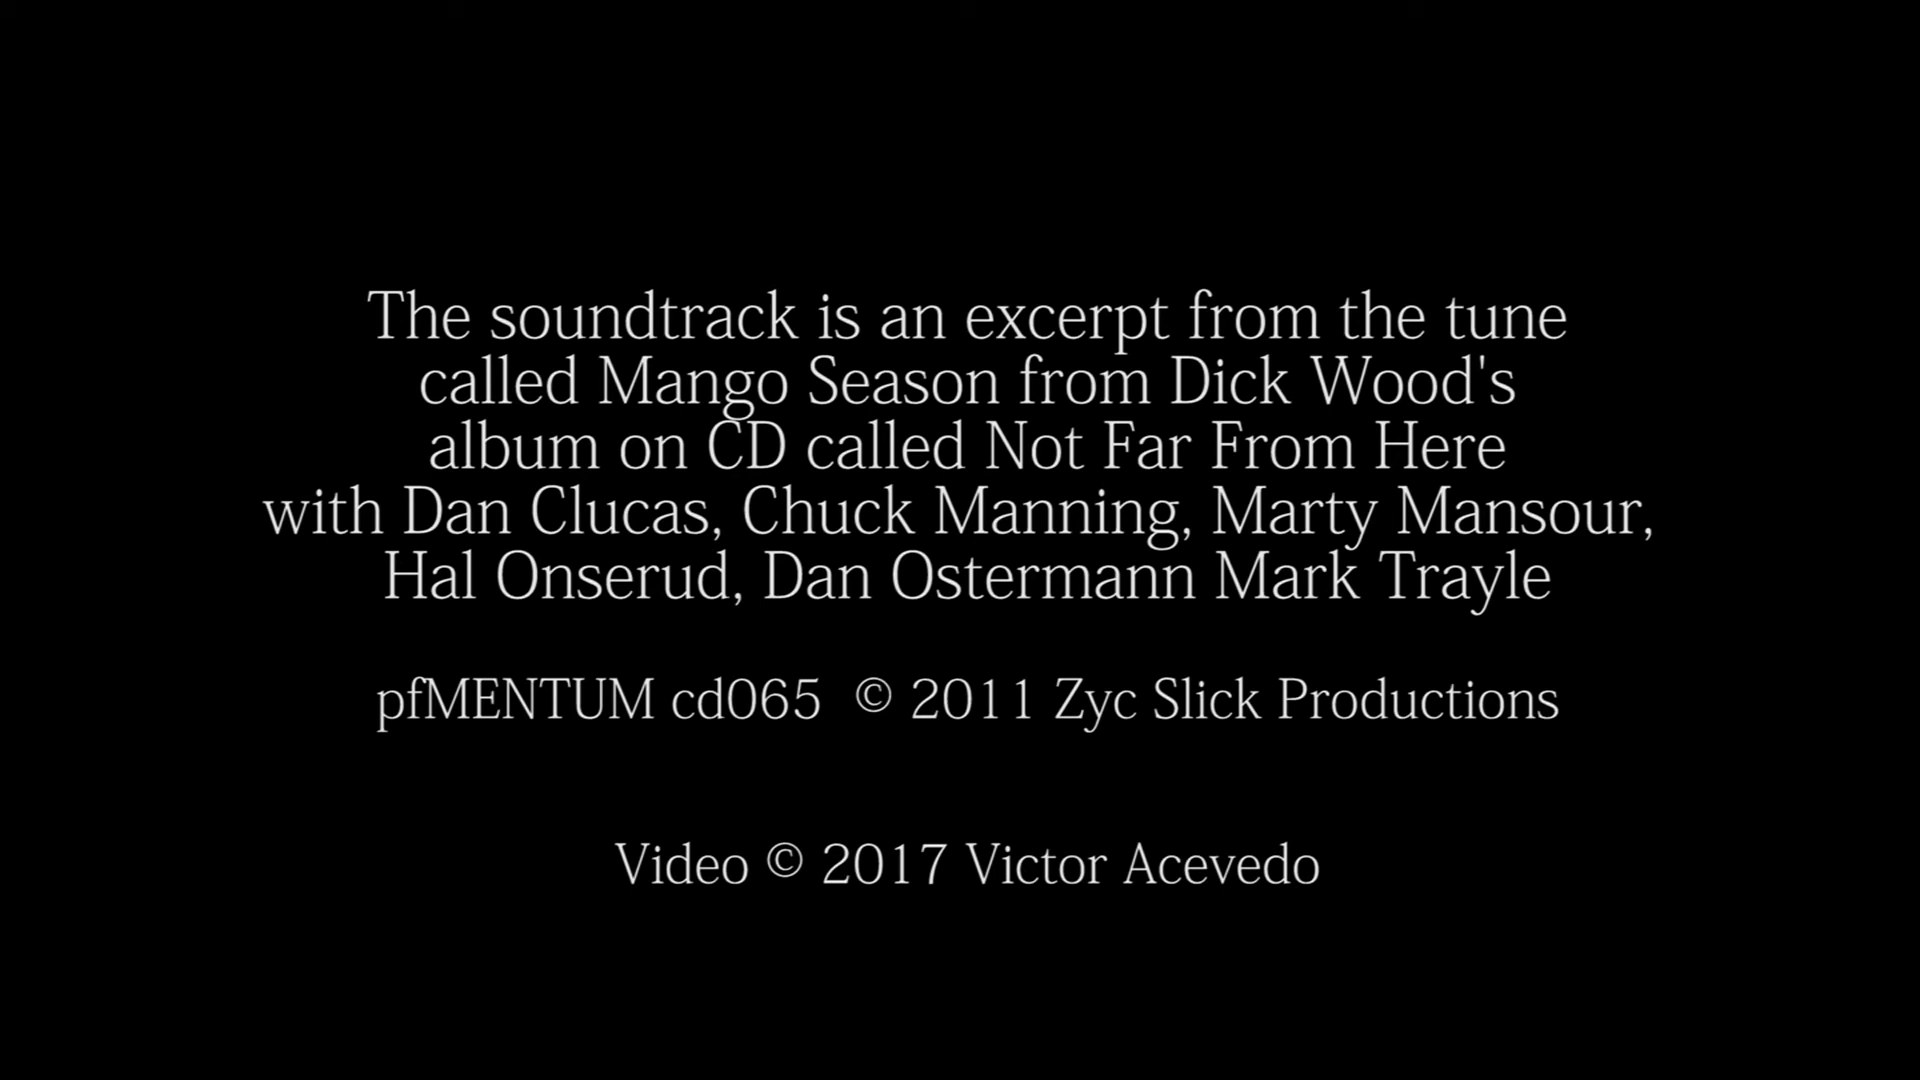 The soundtrack is an excerpt from the tune
called Mango Season from Dick Wood's
album on CD called Not Far From Here
with Dan Clucas, Chuck Manning, Marty Mansour,
Hal Onserud, Dan Ostermann Mark Trayle
pfMENTUM cd065  © 2011 Zyc Slick Productions
Video © 2017 Victor Acevedo